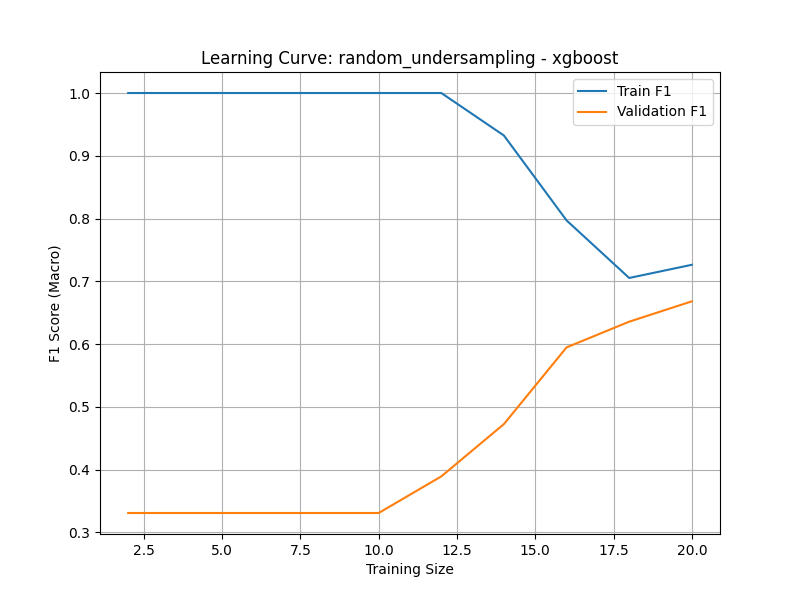 Learning Curve: random_undersampling - xgboost
Train F1
Validation F1
1.0
0.9
0.8
0.7
0.6
0.5
0.4
0.3
F1 Score (Macro)
2.5 5.0 7.5 10.0 12.5 15.0 17.5 20.0
Training Size